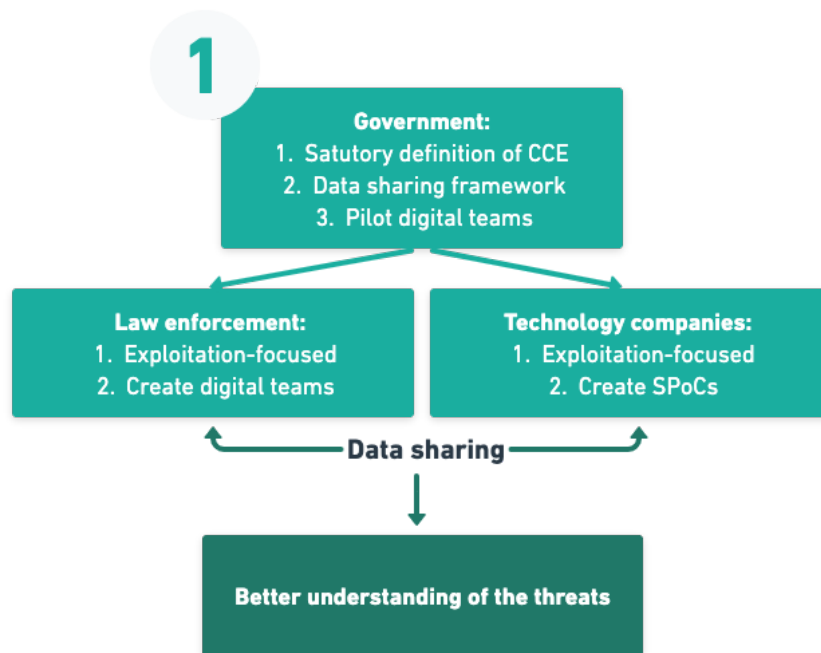 1
Government:
1. Satutory definition of CCE
2. Data sharing framework
3. Pilot digital teams
Law enforcement:
1. Exploitation-focused
2. Create digital teams
Technology companies:
1. Exploitation-focused
2. Create SPoCs
Data sharing
Better understanding of the threats